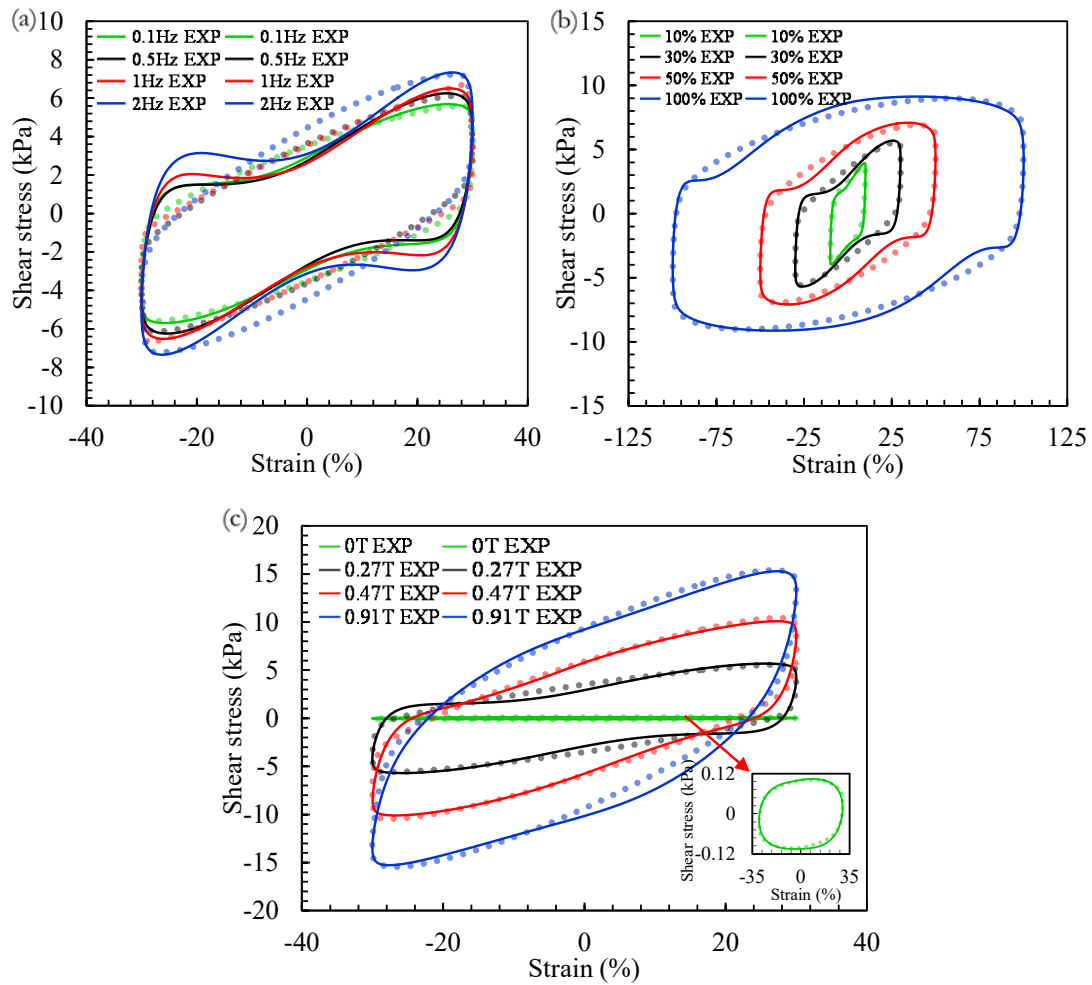 (a)
10
8
6
4
2
0
-2
-4
-6
-8
-10
Shear stress (kPa)
0.1Hz EXP 0.1Hz EXP
0.5Hz EXP 0.5Hz EXP
1Hz EXP 1Hz EXP
2Hz EXP 2Hz EXP
-40 -20 0 20 40
Strain (%)
(b)
15
10
5
0
-5
-10
-15
Shear stress (kPa)
10% EXP 10% EXP
30% EXP 30% EXP
50% EXP 50% EXP
100% EXP 100% EXP
-125 -75 -25 25 75 125
Strain (%)
(c)
20
15
10
5
0
-5
-10
-15
-20
Shear stress (kPa)
0T EXP 0T EXP
0.27T EXP 0.27T EXP
0.47T EXP 0.47T EXP
0.91T EXP 0.91T EXP
0.12
0
-0.12
Shear stress (kPa)
-35 0 35
Strain (%)
-40 -20 0 20 40
Strain (%)